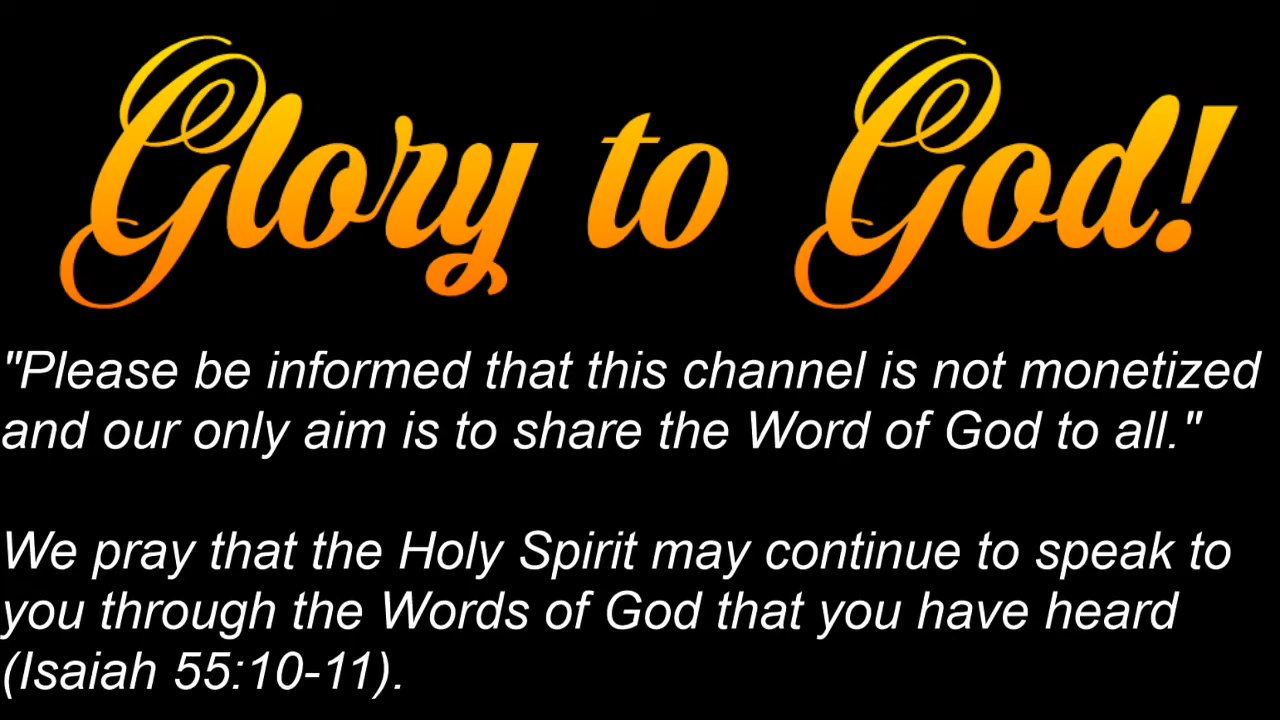 Glory to God!
"Please be informed that this channel is not monetized
and our only aim is to share the Word of God to all."
We pray that the Holy Spirit may continue to speak to
you through the Words of God that you have heard
(Isaiah 55:10-11).